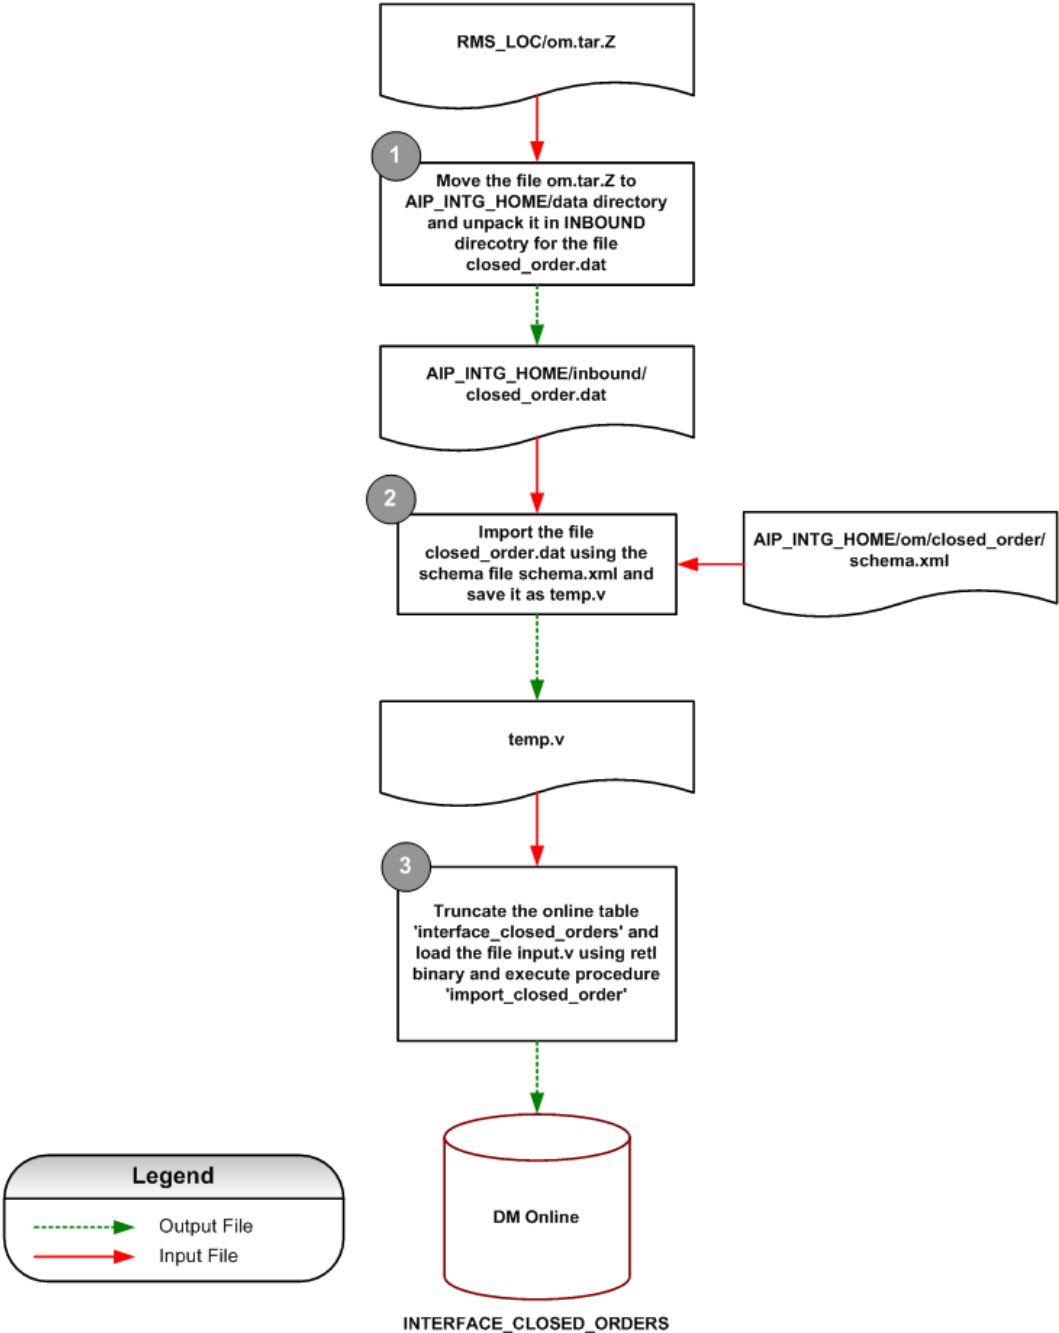 RMS_LOC/om.tar.Z
1
Move the file om.tar.Z to
AIP_INTG_HOME/data directory
and unpack it in INBOUND
direcotry for the file
closed_order.dat
AIP_INTG_HOME/inbound/
closed_order.dat
2
Import the file
closed_order.dat using the
schema file schema.xml and
save it as temp.v
AIP_INTG_HOME/om/closed_order/
schema.xml
temp.v
3
Truncate the online table
'interface_closed_orders' and
load the file input.v using retl
binary and execute procedure
'import_closed_order'
DM Online
INTERFACE_CLOSED_ORDERS
Legend
Output File
Input File